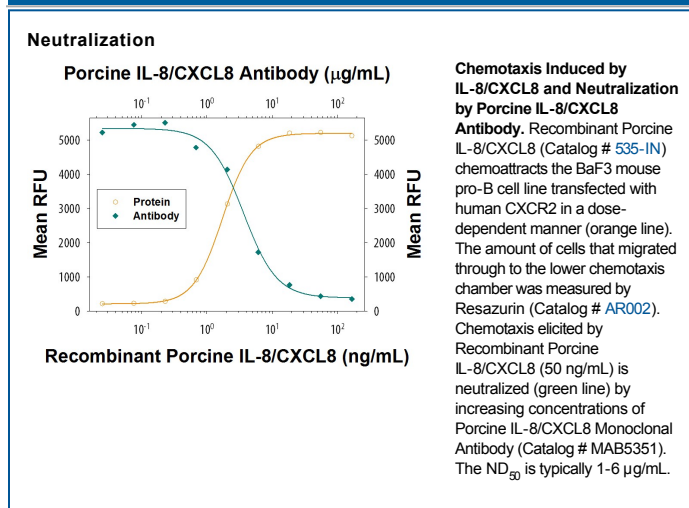 Neutralization
Porcine IL-8/CXCL8 Antibody (μg/mL)
10⁻¹ 10⁰ 10¹ 10²
5000 5000
4000 4000
3000 3000
2000 2000
1000 1000
0 0
Mean RFU
Mean RFU
Protein
Antibody
10⁻¹ 10⁰ 10¹ 10²
Recombinant Porcine IL-8/CXCL8 (ng/mL)
Chemotaxis Induced by
IL-8/CXCL8 and Neutralization
by Porcine IL-8/CXCL8
Antibody. Recombinant Porcine
IL-8/CXCL8 (Catalog # 535-IN)
chemoattracts the BaF3 mouse
pro-B cell line transfected with
human CXCR2 in a dose-
dependent manner (orange line).
The amount of cells that migrated
through to the lower chemotaxis
chamber was measured by
Resazurin (Catalog # AR002).
Chemotaxis elicited by
Recombinant Porcine
IL-8/CXCL8 (50 ng/mL) is
neutralized (green line) by
increasing concentrations of
Porcine IL-8/CXCL8 Monoclonal
Antibody (Catalog # MAB5351).
The ND₅₀ is typically 1-6 µg/mL.